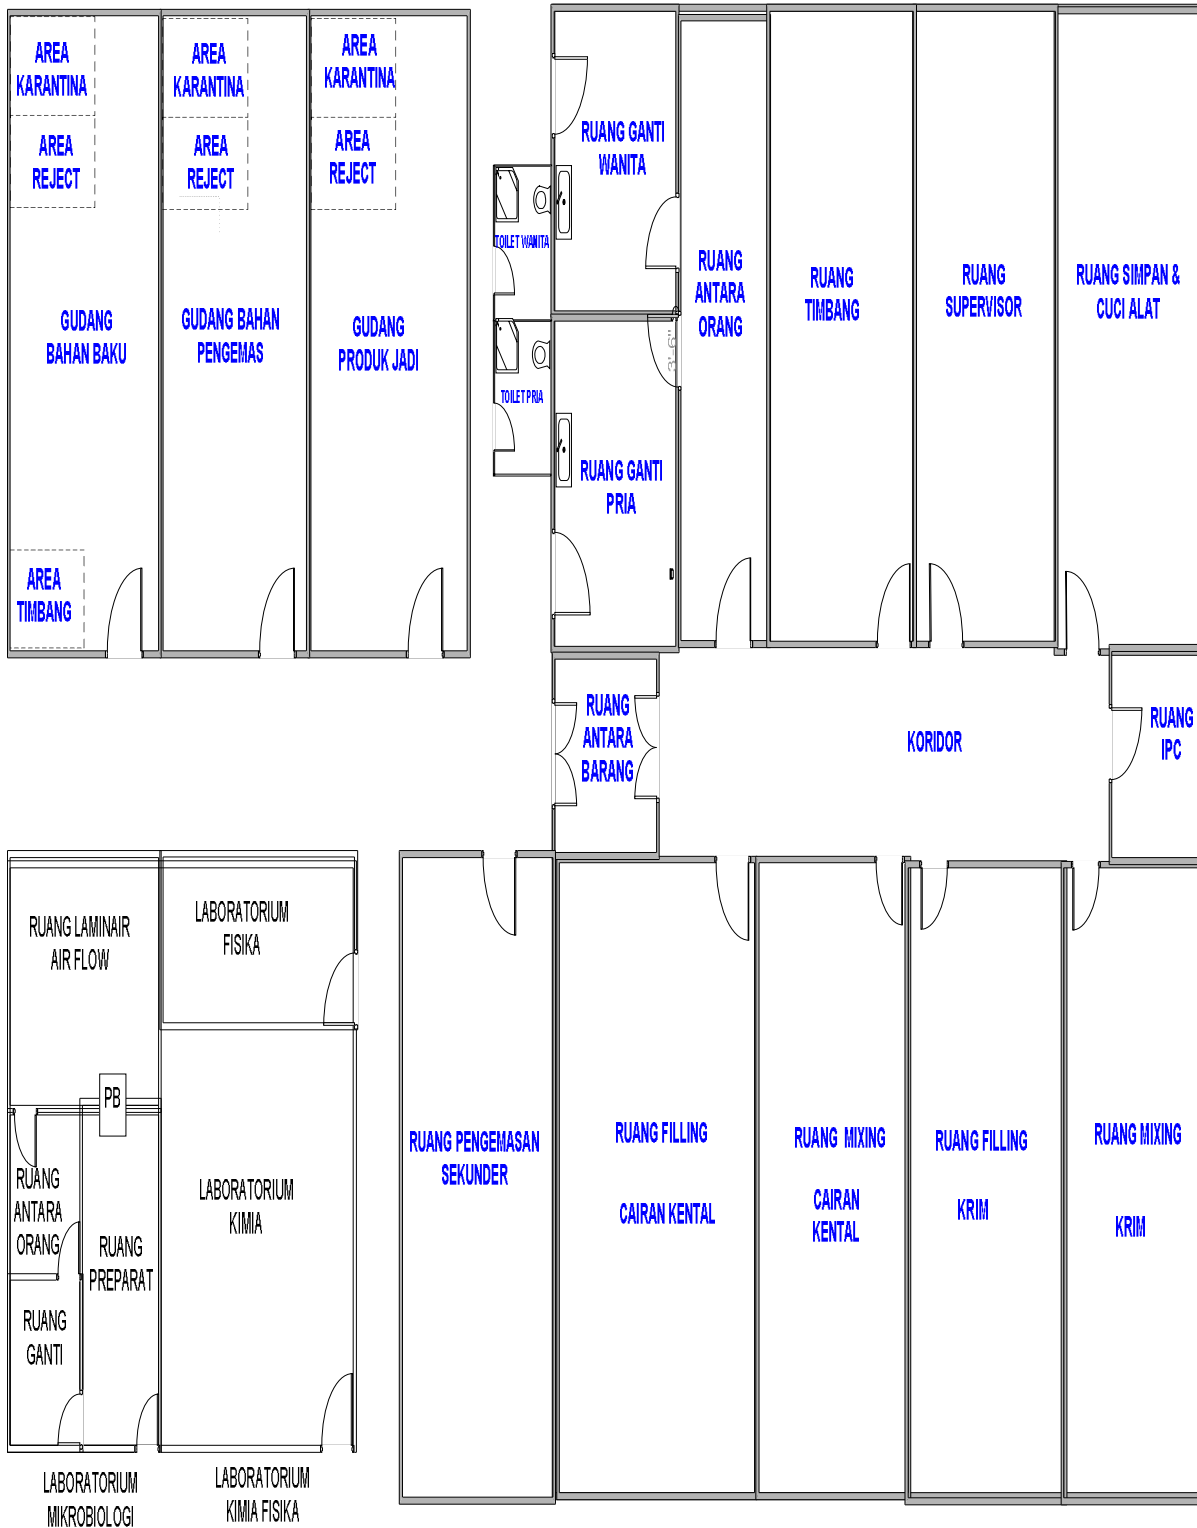 AREA
KARANTINA
AREA
KARANTINA
AREA
KARANTINA
AREA
REJECT
AREA
REJECT
AREA
REJECT
GUDANG
BAHAN BAKU
GUDANG BAHAN
PENGEMAS
GUDANG
PRODUK JADI
AREA
TIMBANG
TOILET WANITA
TOILET PRIA
RUANG GANTI
WANITA
RUANG GANTI
PRIA
3'-6"
RUANG
ANTARA
ORANG
RUANG
TIMBANG
RUANG
SUPERVISOR
RUANG SIMPAN &
CUCI ALAT
RUANG
ANTARA
BARANG
KORIDOR
RUANG
IPC
RUANG LAMINAIR
AIR FLOW
LABORATORIUM
FISIKA
PB
RUANG
ANTARA
ORANG
RUANG
PREPARAT
LABORATORIUM
KIMIA
RUANG
GANTI
LABORATORIUM
MIKROBIOLOGI
LABORATORIUM
KIMIA FISIKA
RUANG PENGEMASAN
SEKUNDER
RUANG FILLING
CAIRAN KENTAL
RUANG MIXING
CAIRAN
KENTAL
RUANG FILLING
KRIM
RUANG MIXING
KRIM